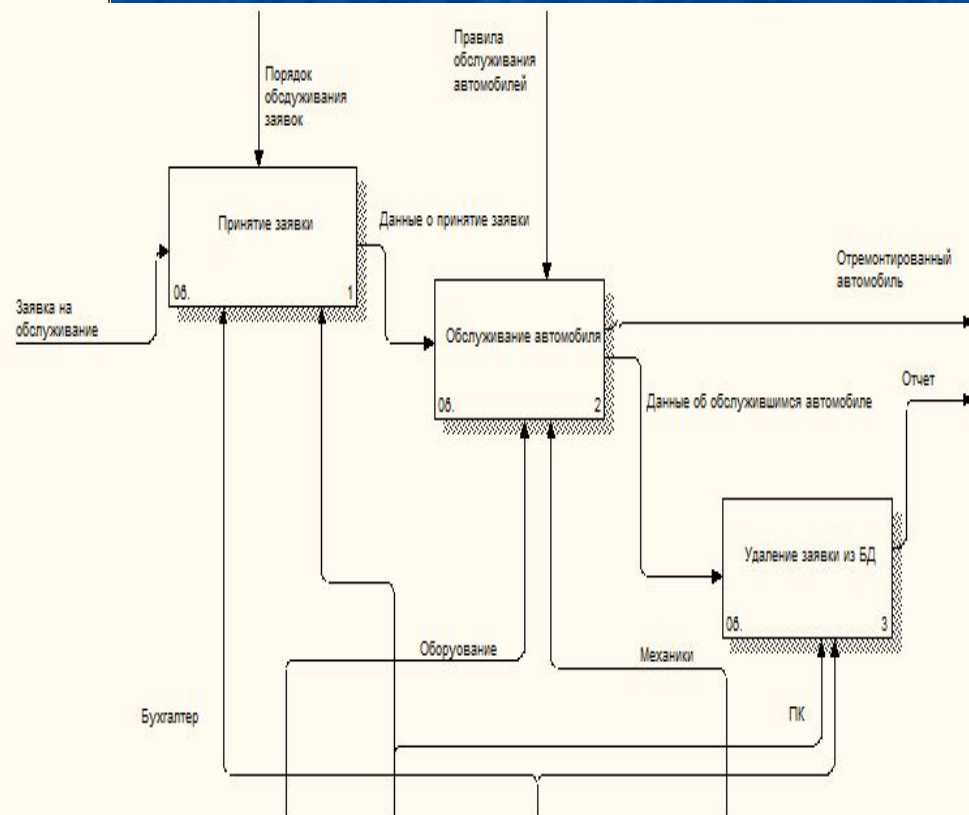 Правила
обслуживания
автомобилей
Порядок
обсдуживания
заявок
Принятие заявки
0б.
1
Данные о принятие заявки
Заявка на
обслуживание
Отремонтированный
автомобиль
Обслуживание автомобиля
0б.
2
Отчет
Данные об обслужившимся автомобиле
Удаление заявки из БД
0б.
3
Оборуование
Механики
Бухгалтер
ПК